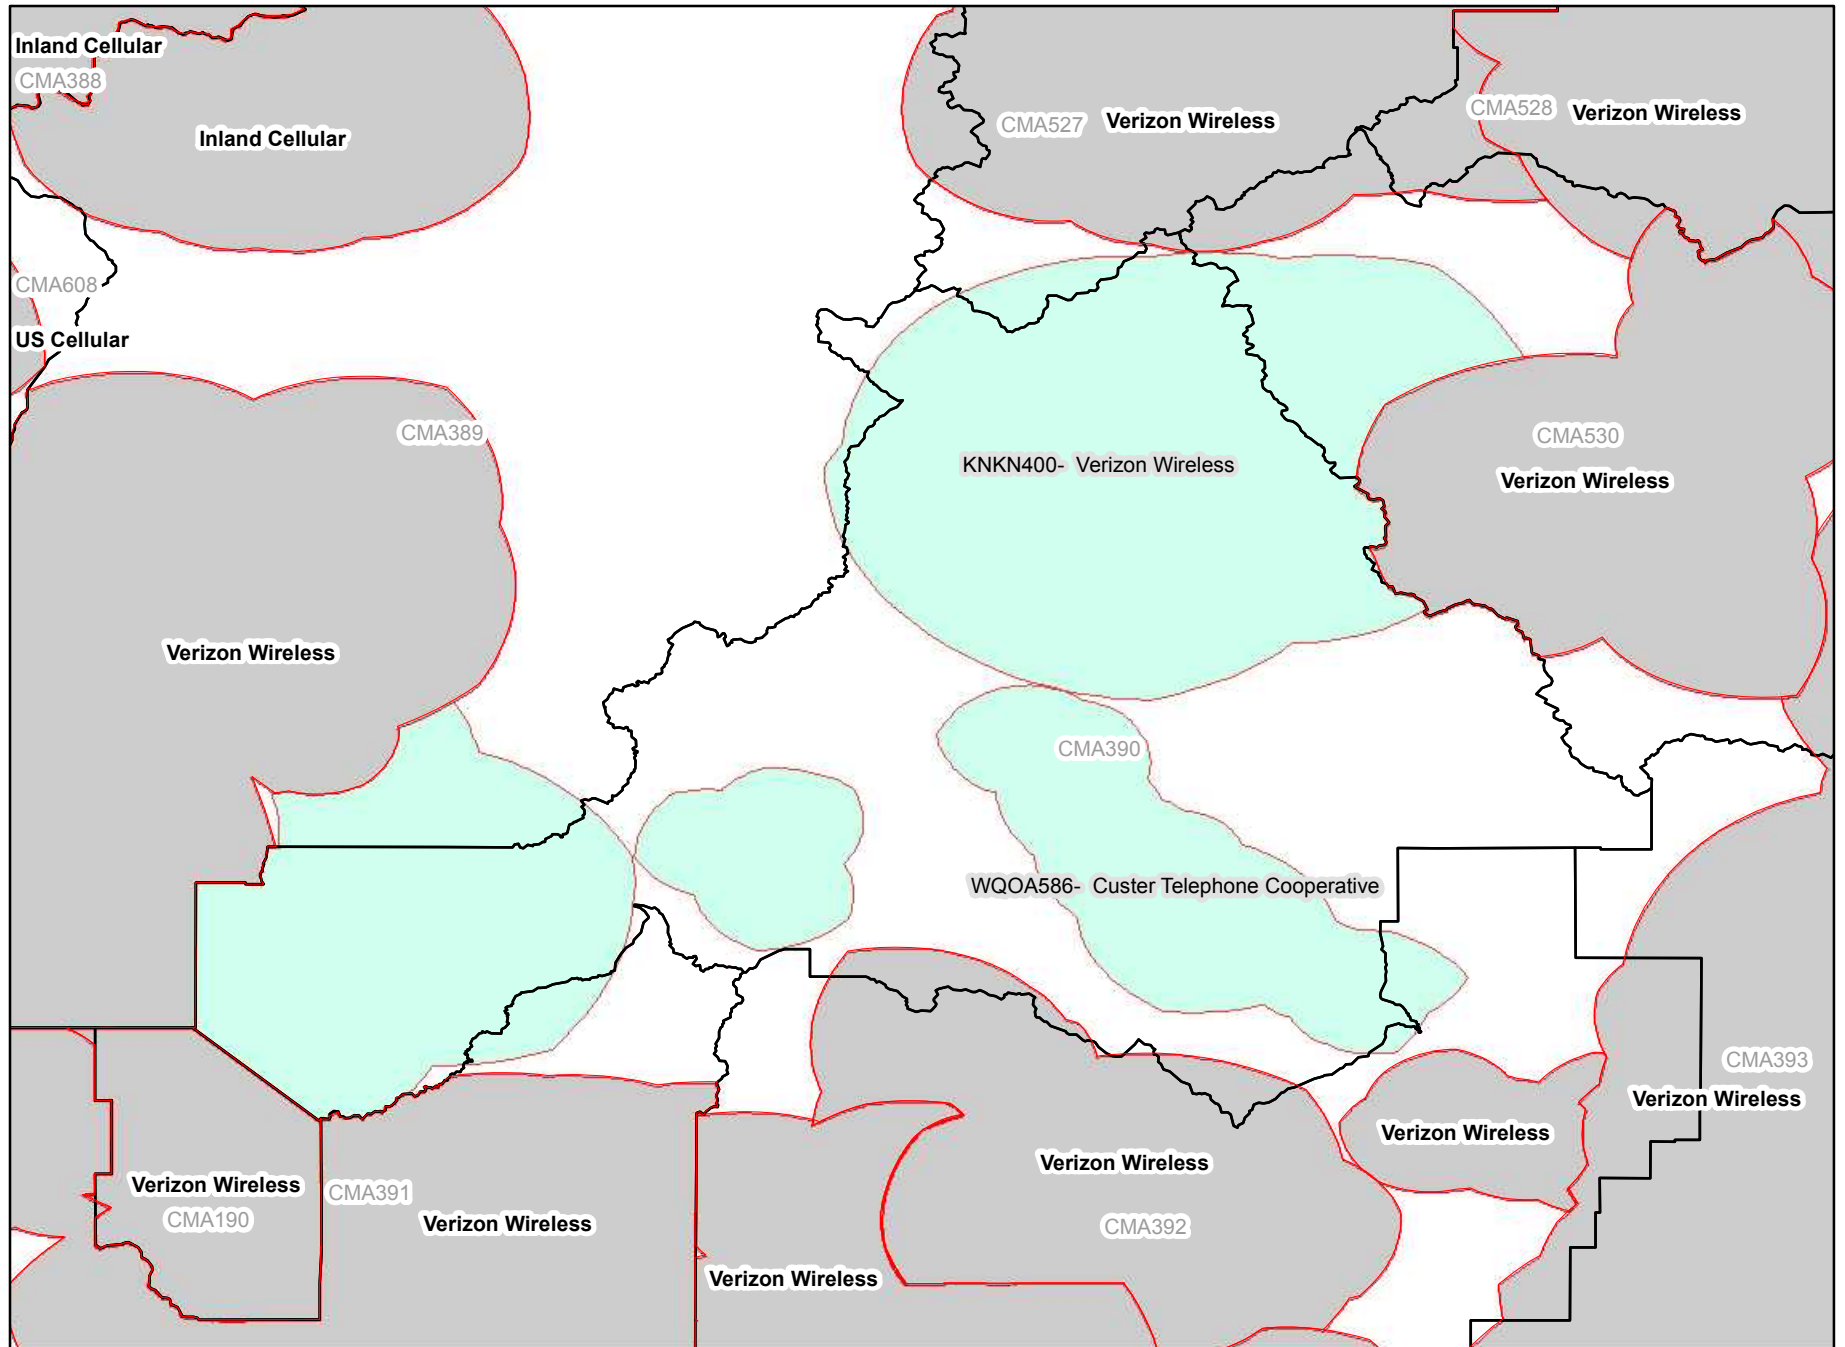 Inland Cellular
CMA388
Inland Cellular
CMA527
Verizon Wireless
CMA528
Verizon Wireless
CMA608
US Cellular
CMA389
CMA530
KNKN400-  Verizon Wireless
Verizon Wireless
Verizon Wireless
CMA390
WQOA586-  Custer Telephone Cooperative
CMA393
Verizon Wireless
Verizon Wireless
Verizon Wireless
Verizon Wireless
CMA190
CMA391
Verizon Wireless
CMA392
Verizon Wireless